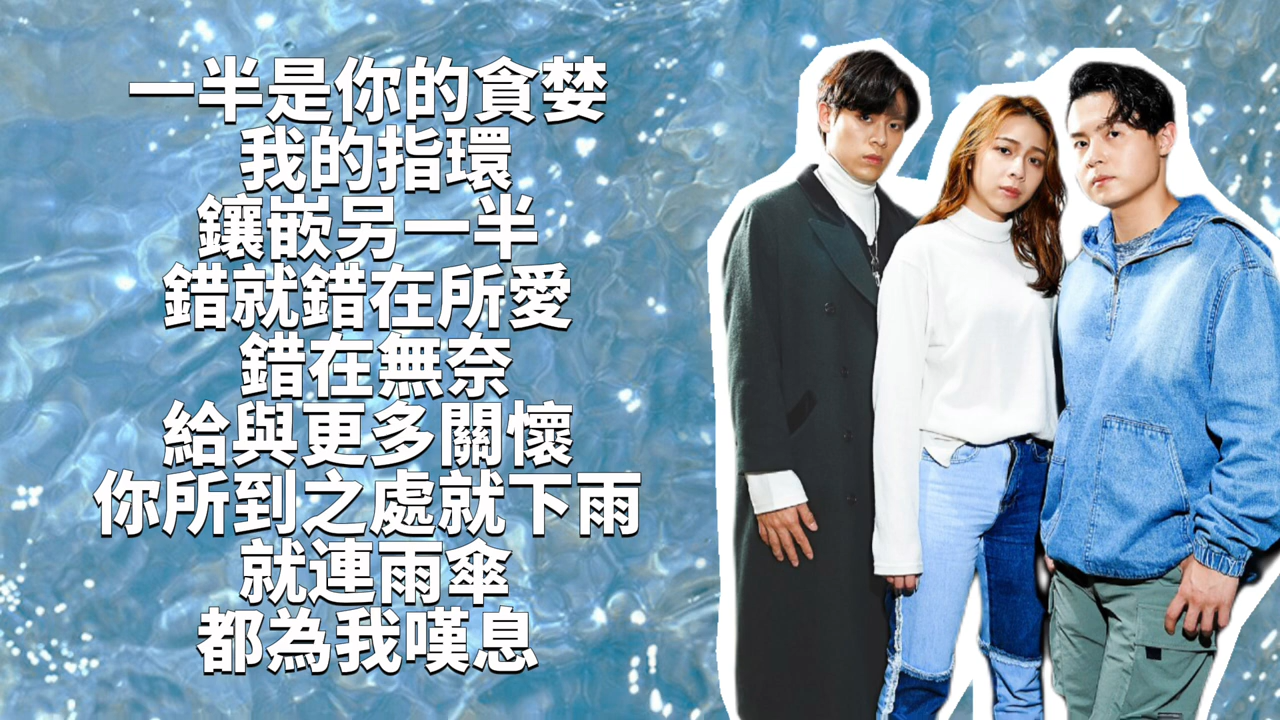 一半是你的貪婪
我的指環
鑲嵌另一半
錯就錯在所愛
錯在無奈
給與更多關懷
你所到之處就下雨
就連雨傘
都為我嘆息